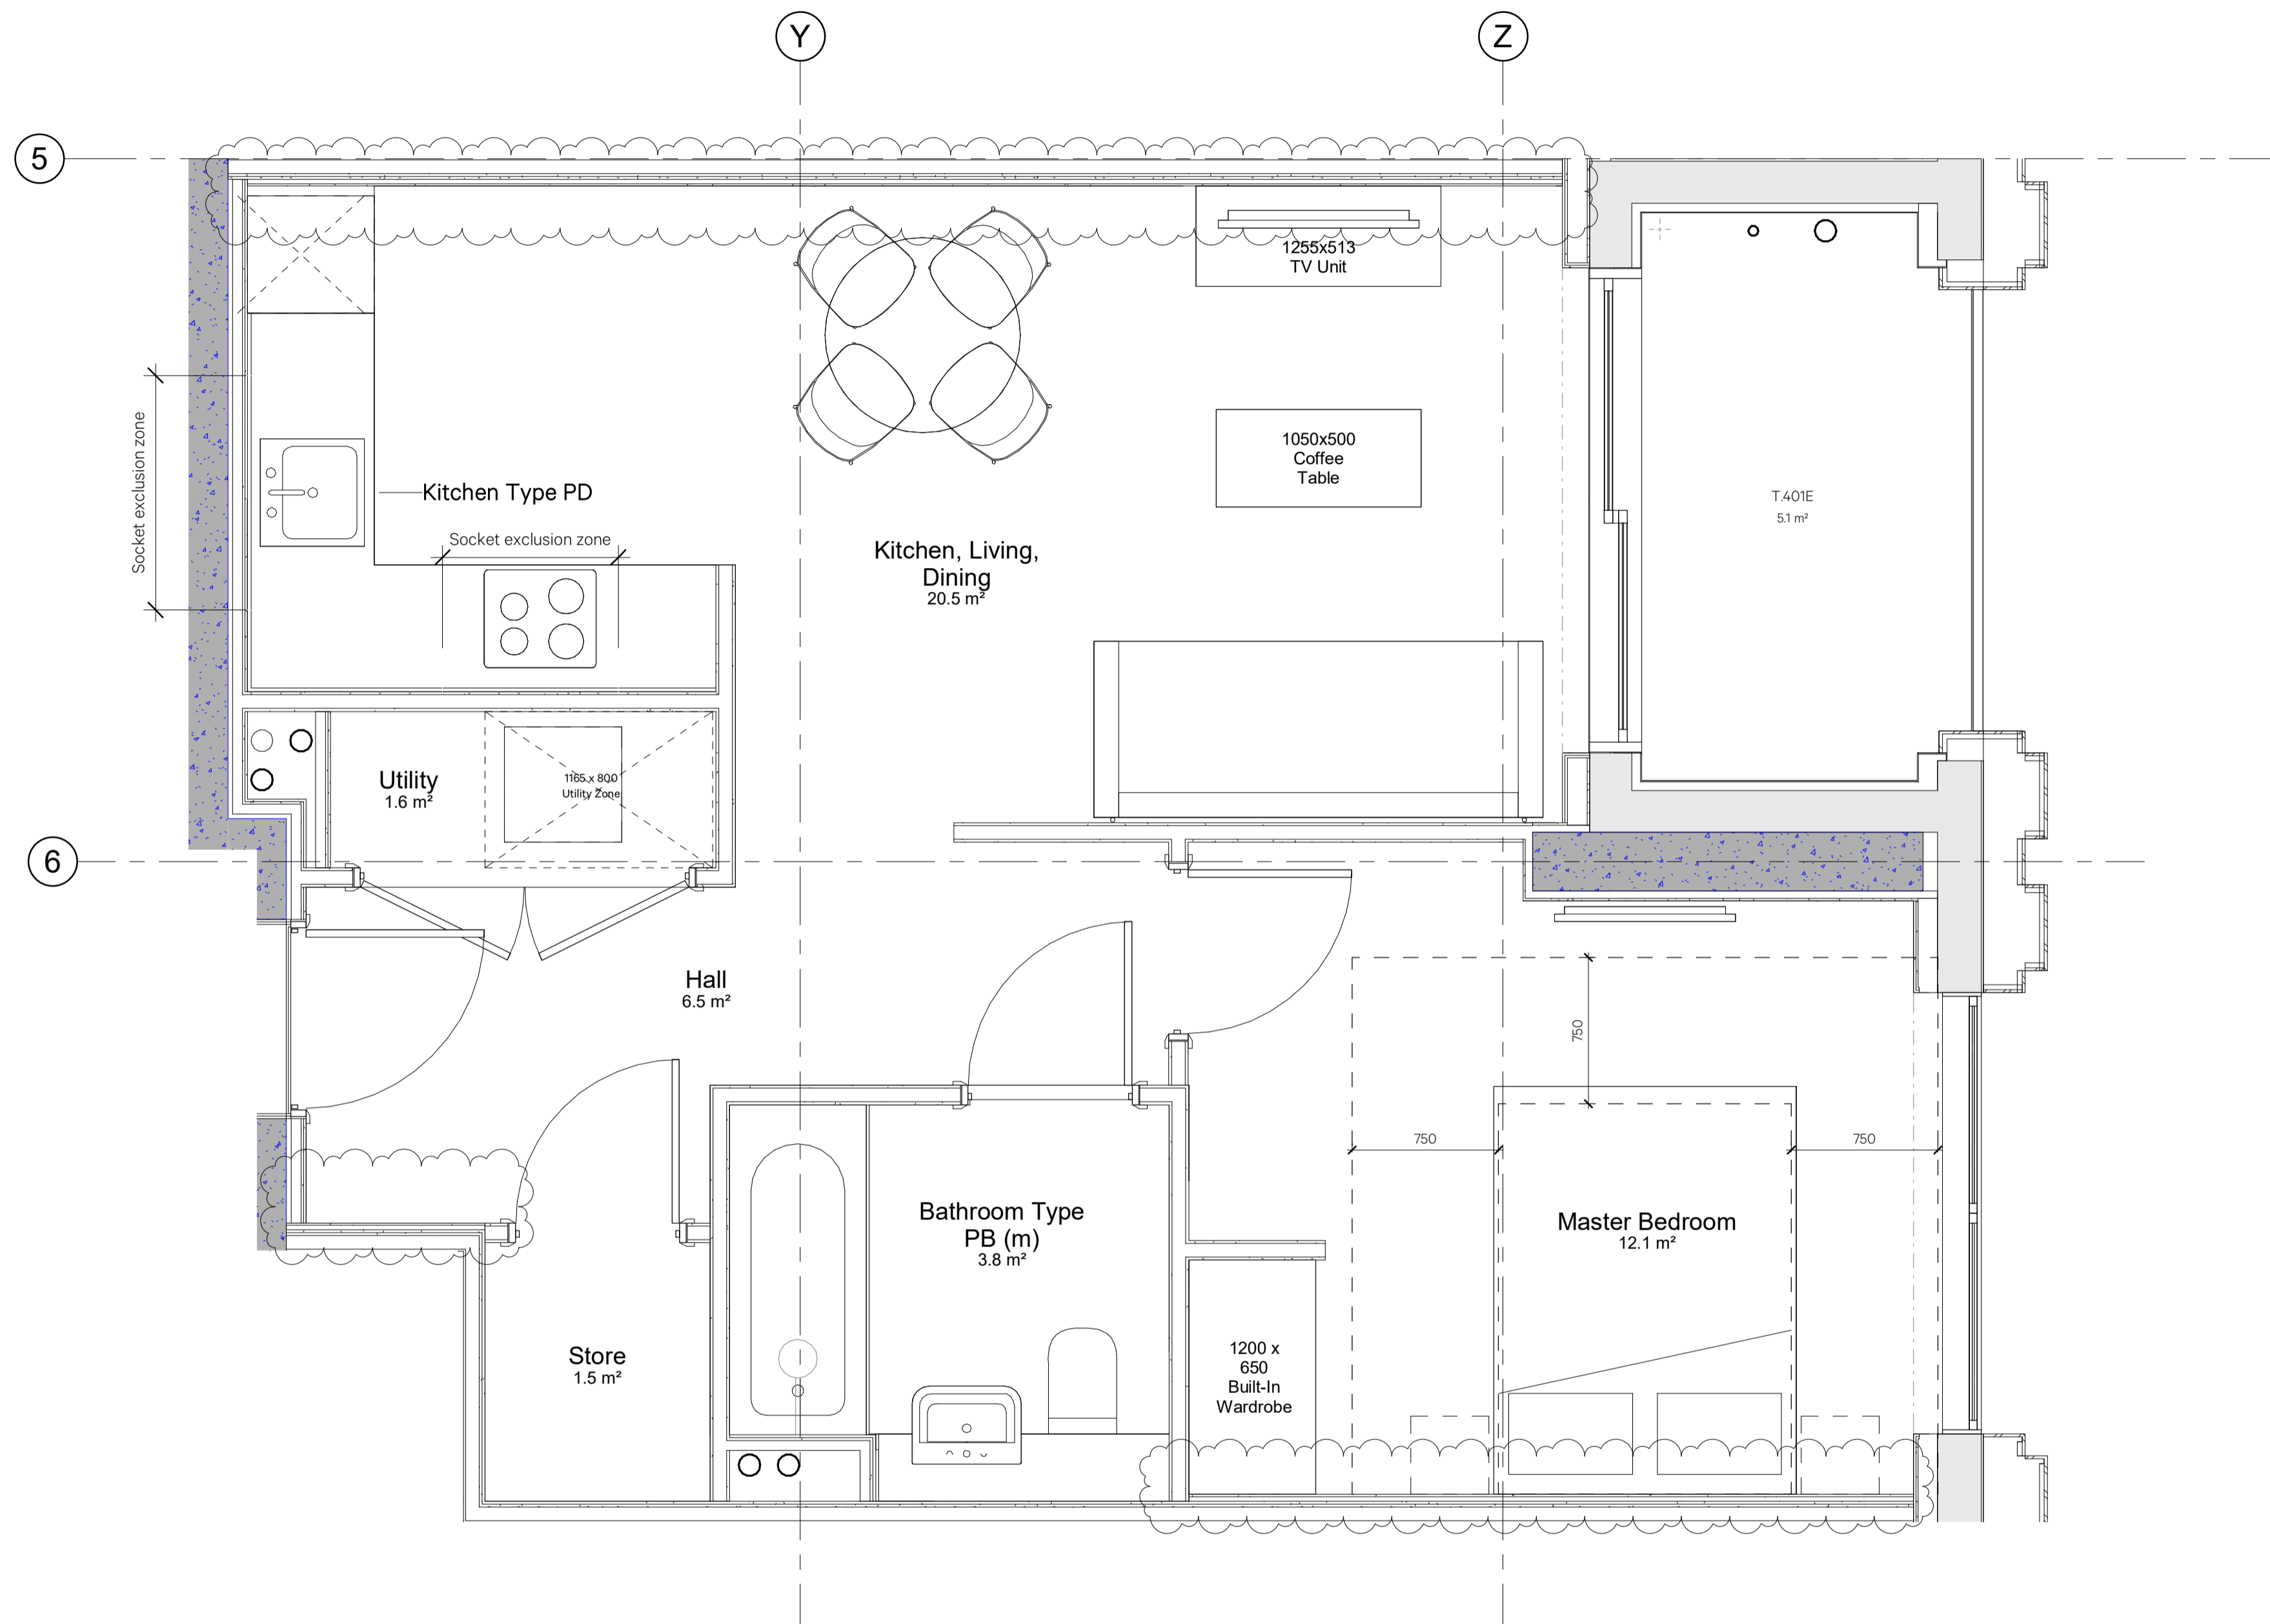 Y
Z
5
1255x513
TV Unit
Socket exclusion zone
1050x500
Coffee
Table
Kitchen Type PD
T.401E
5.1 m²
Socket exclusion zone
Kitchen, Living,
Dining
20.5 m²
Utility
1.6 m²
1165 x 800
Utility Zone
6
Hall
6.5 m²
750
750
750
Bathroom Type
PB (m)
3.8 m²
Master Bedroom
12.1 m²
Store
1.5 m²
1200 x
650
Built-In
Wardrobe